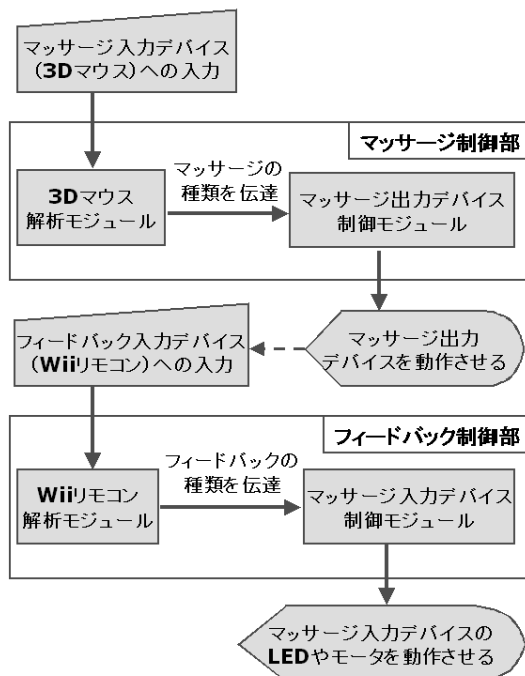 マッサージ入力デバイス
（3Dマウス）への入力
マッサージ制御部
3Dマウス
解析モジュール
マッサージの
種類を伝達
マッサージ出力デバイス
制御モジュール
マッサージ出力
デバイスを動作させる
フィードバック入力デバイス
（Wiiリモコン）への入力
フィードバック制御部
Wiiリモコン
解析モジュール
フィードバックの
種類を伝達
マッサージ入力デバイス
制御モジュール
マッサージ入力デバイスの
LEDやモータを動作させる